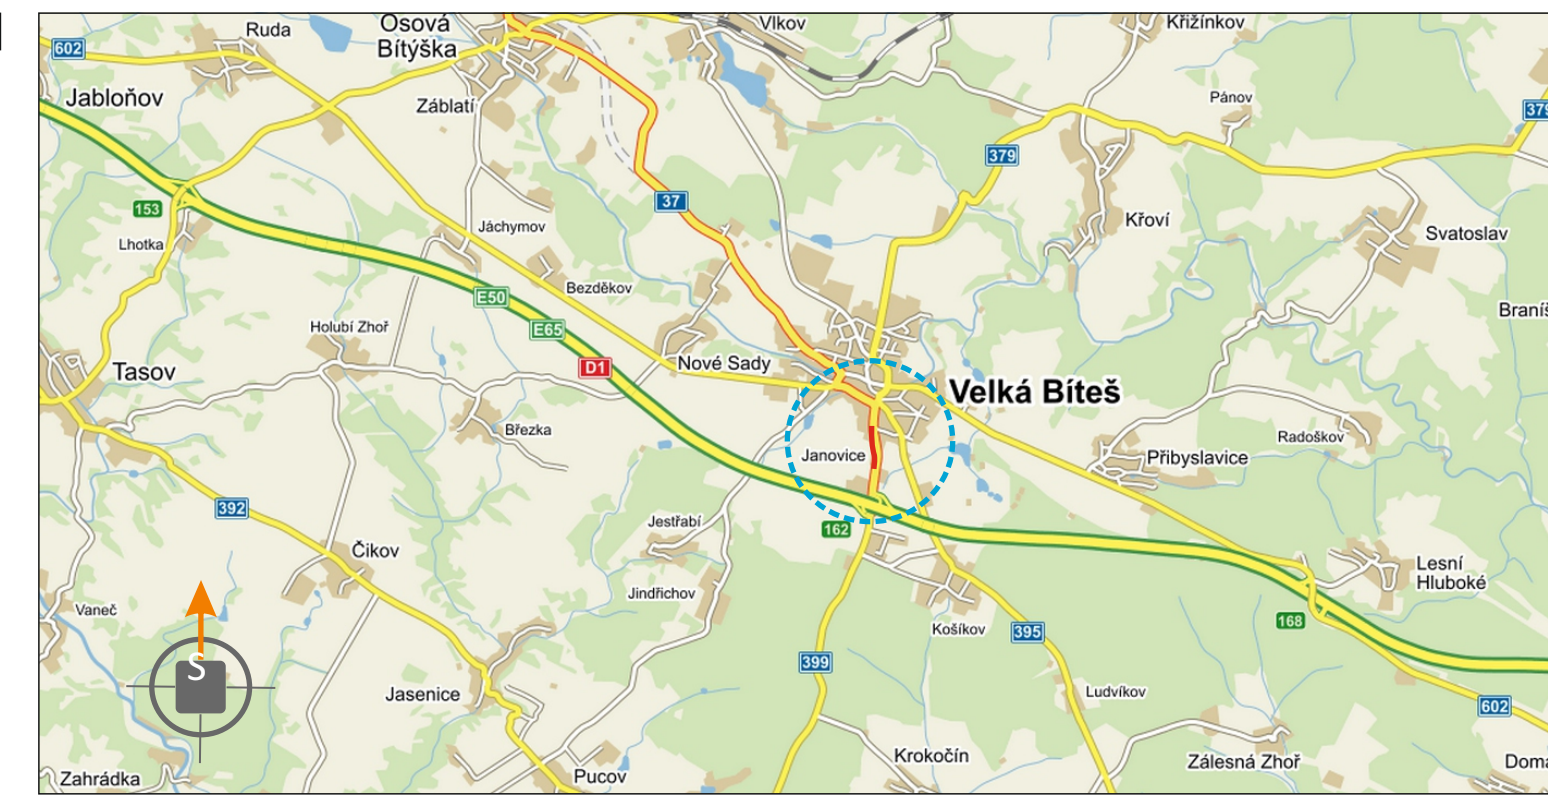 Ruda
Osová
Bítýška
Vlkov
Křižínkov
602
Jabloňov
Záblatí
Pánov
379
379
153
37
Lhotka
Jáchymov
Křoví
Svatoslav
Bezděkov
E50
E65
Holubí Zhoř
D1
Nové Sady
Tasov
Velká Bíteš
Březka
Janovice
Přibyslavice
Radoškov
392
Jestřabí
162
Čikov
Lesní
Hluboké
Jindřichov
Vaneč
Košíkov
395
168
S
399
Jasenice
Ludvíkov
602
Krokočín
Zálesná Zhoř
Zahrádka
Pucov